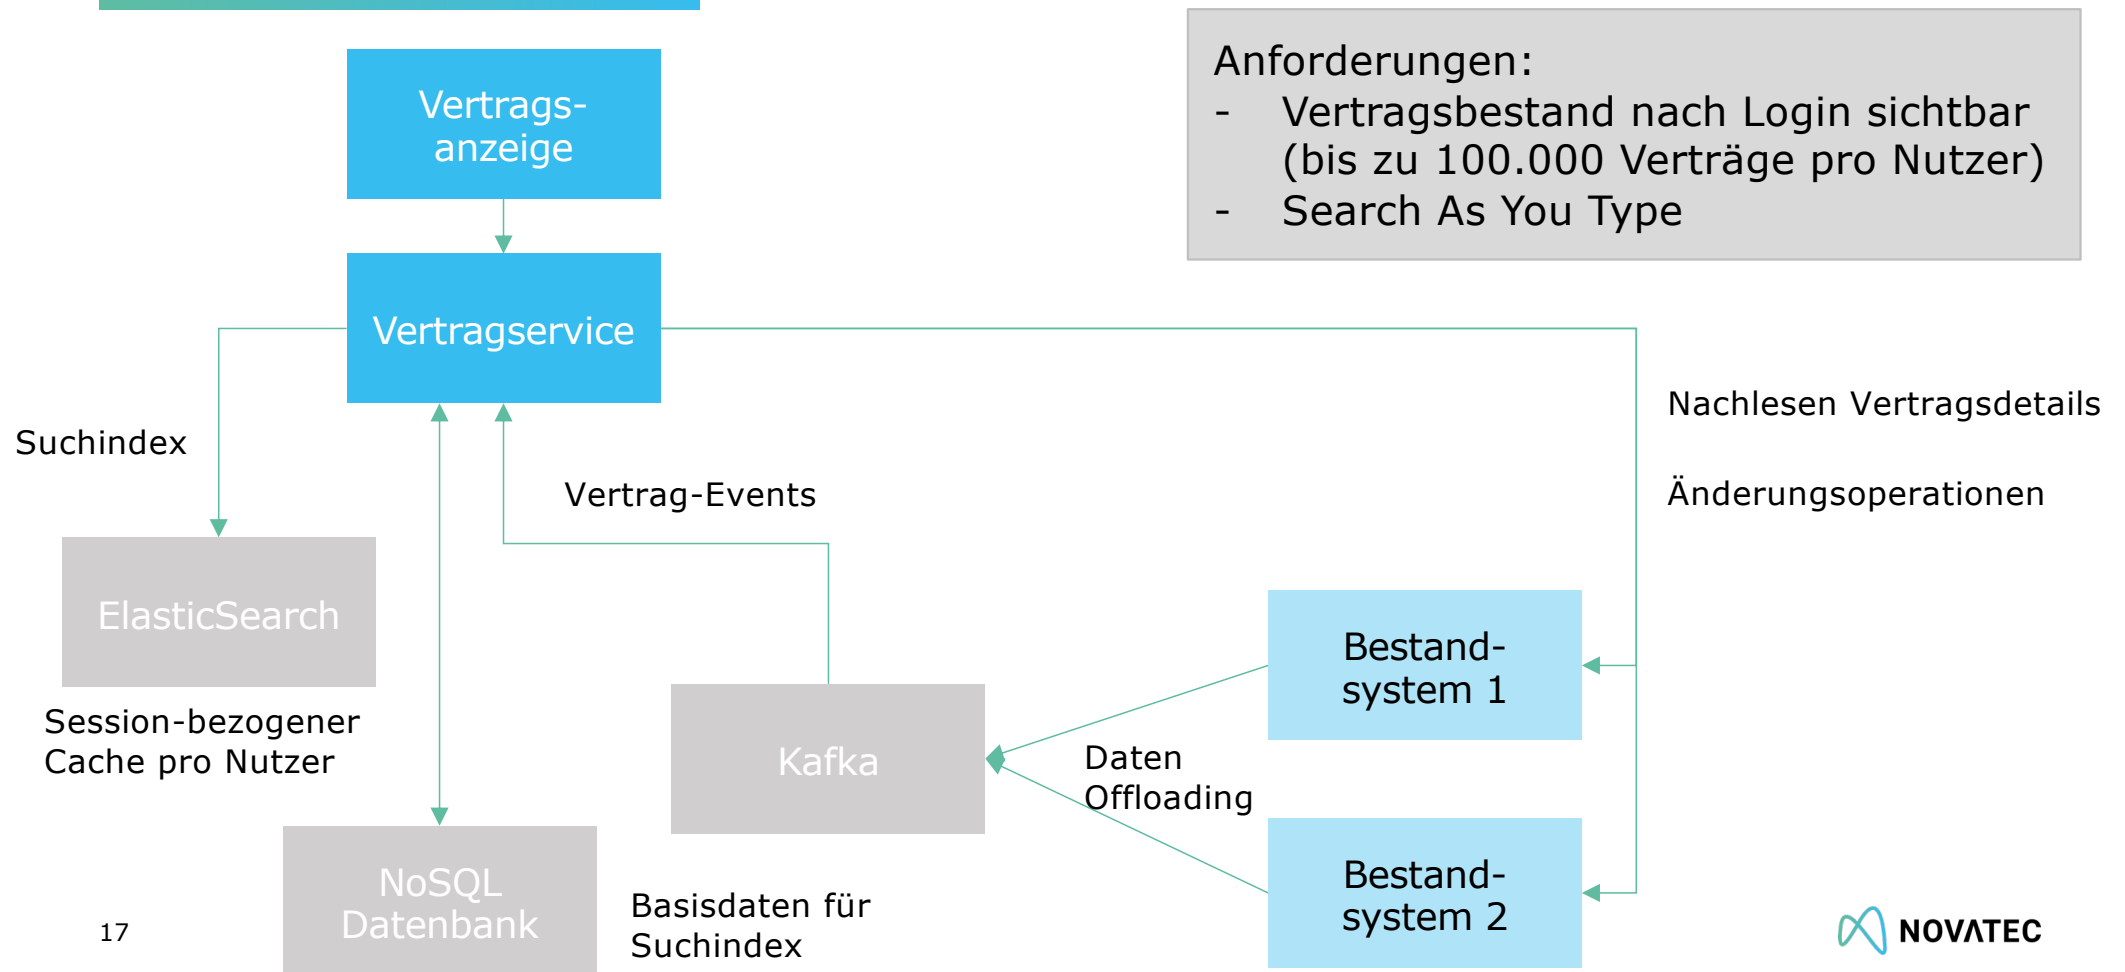 Anforderungen:
- Vertragsbestand nach Login sichtbar
(bis zu 100.000 Verträge pro Nutzer)
- Search As You Type
Vertrags-
anzeige
Vertragservice
Suchindex
Vertrag-Events
Nachlesen Vertragsdetails
Änderungsoperationen
ElasticSearch
Session-bezogener
Cache pro Nutzer
Kafka
Daten
Offloading
Bestand-
system 1
Bestand-
system 2
NoSQL
Datenbank
Basisdaten für
Suchindex
17
NOVATEC